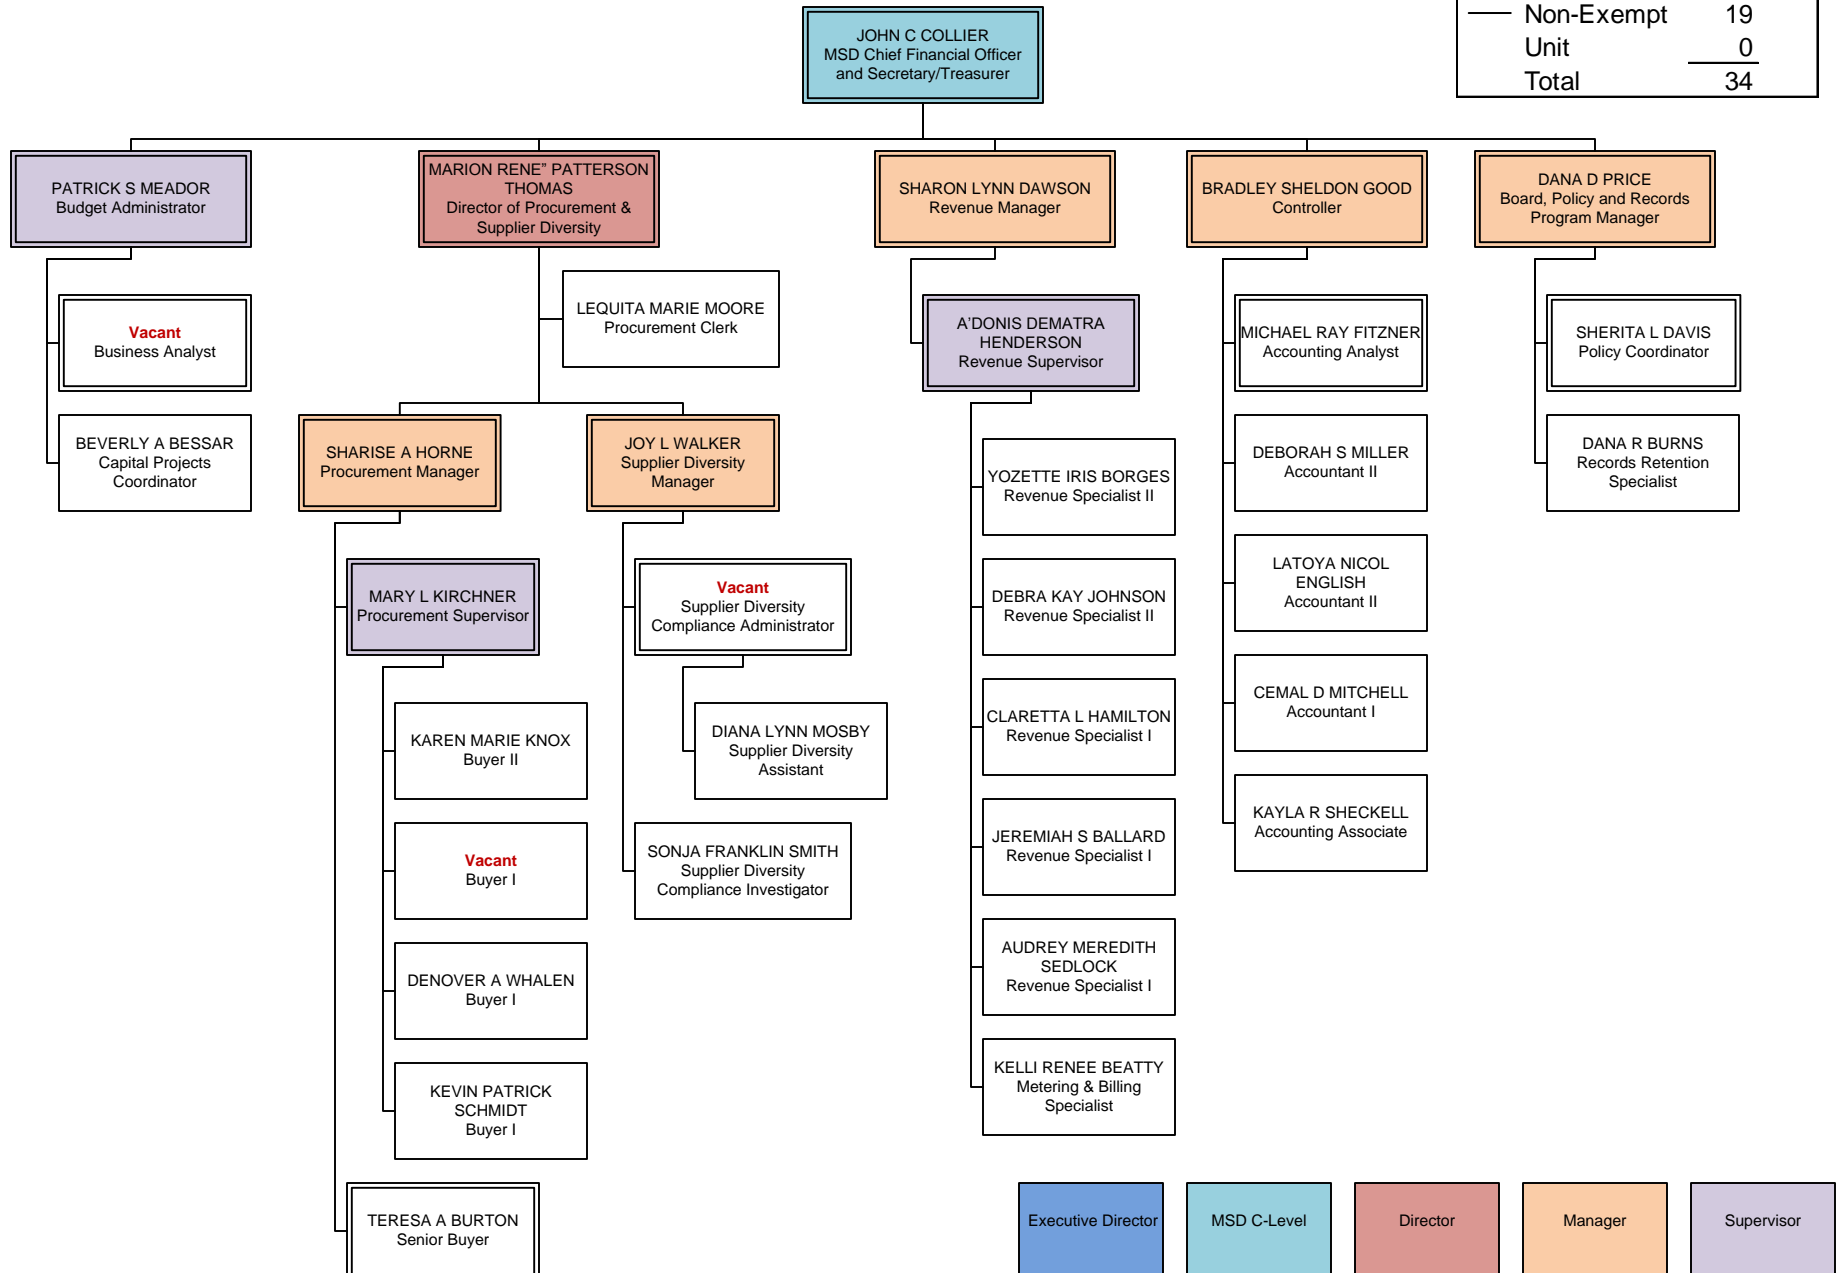 JOHN C COLLIER
MSD Chief Financial Officer
and Secretary/Treasurer
Non-Exempt 19
Unit 0
Total 34
PATRICK S MEADOR
Budget Administrator
MARION RENE” PATTERSON
THOMAS
Director of Procurement &
Supplier Diversity
SHARON LYNN DAWSON
Revenue Manager
BRADLEY SHELDON GOOD
Controller
DANA D PRICE
Board, Policy and Records
Program Manager
Vacant
Business Analyst
BEVERLY A BESSAR
Capital Projects
Coordinator
LEQUITA MARIE MOORE
Procurement Clerk
SHARISE A HORNE
Procurement Manager
JOY L WALKER
Supplier Diversity
Manager
MARY L KIRCHNER
Procurement Supervisor
KAREN MARIE KNOX
Buyer II
Vacant
Buyer I
DENOVER A WHALEN
Buyer I
KEVIN PATRICK
SCHMIDT
Buyer I
TERESA A BURTON
Senior Buyer
Vacant
Supplier Diversity
Compliance Administrator
DIANA LYNN MOSBY
Supplier Diversity
Assistant
SONJA FRANKLIN SMITH
Supplier Diversity
Compliance Investigator
A’DONIS DEMATRA
HENDERSON
Revenue Supervisor
YOZETTE IRIS BORGES
Revenue Specialist II
DEBRA KAY JOHNSON
Revenue Specialist II
CLARETTA L HAMILTON
Revenue Specialist I
JEREMIAH S BALLARD
Revenue Specialist I
AUDREY MEREDITH
SEDLOCK
Revenue Specialist I
KELLI RENEE BEATTY
Metering & Billing
Specialist
MICHAEL RAY FITZNER
Accounting Analyst
DEBORAH S MILLER
Accountant II
LATOYA NICOL
ENGLISH
Accountant II
CEMAL D MITCHELL
Accountant I
KAYLA R SHECKELL
Accounting Associate
SHERITA L DAVIS
Policy Coordinator
DANA R BURNS
Records Retention
Specialist
Executive Director
MSD C-Level
Director
Manager
Supervisor